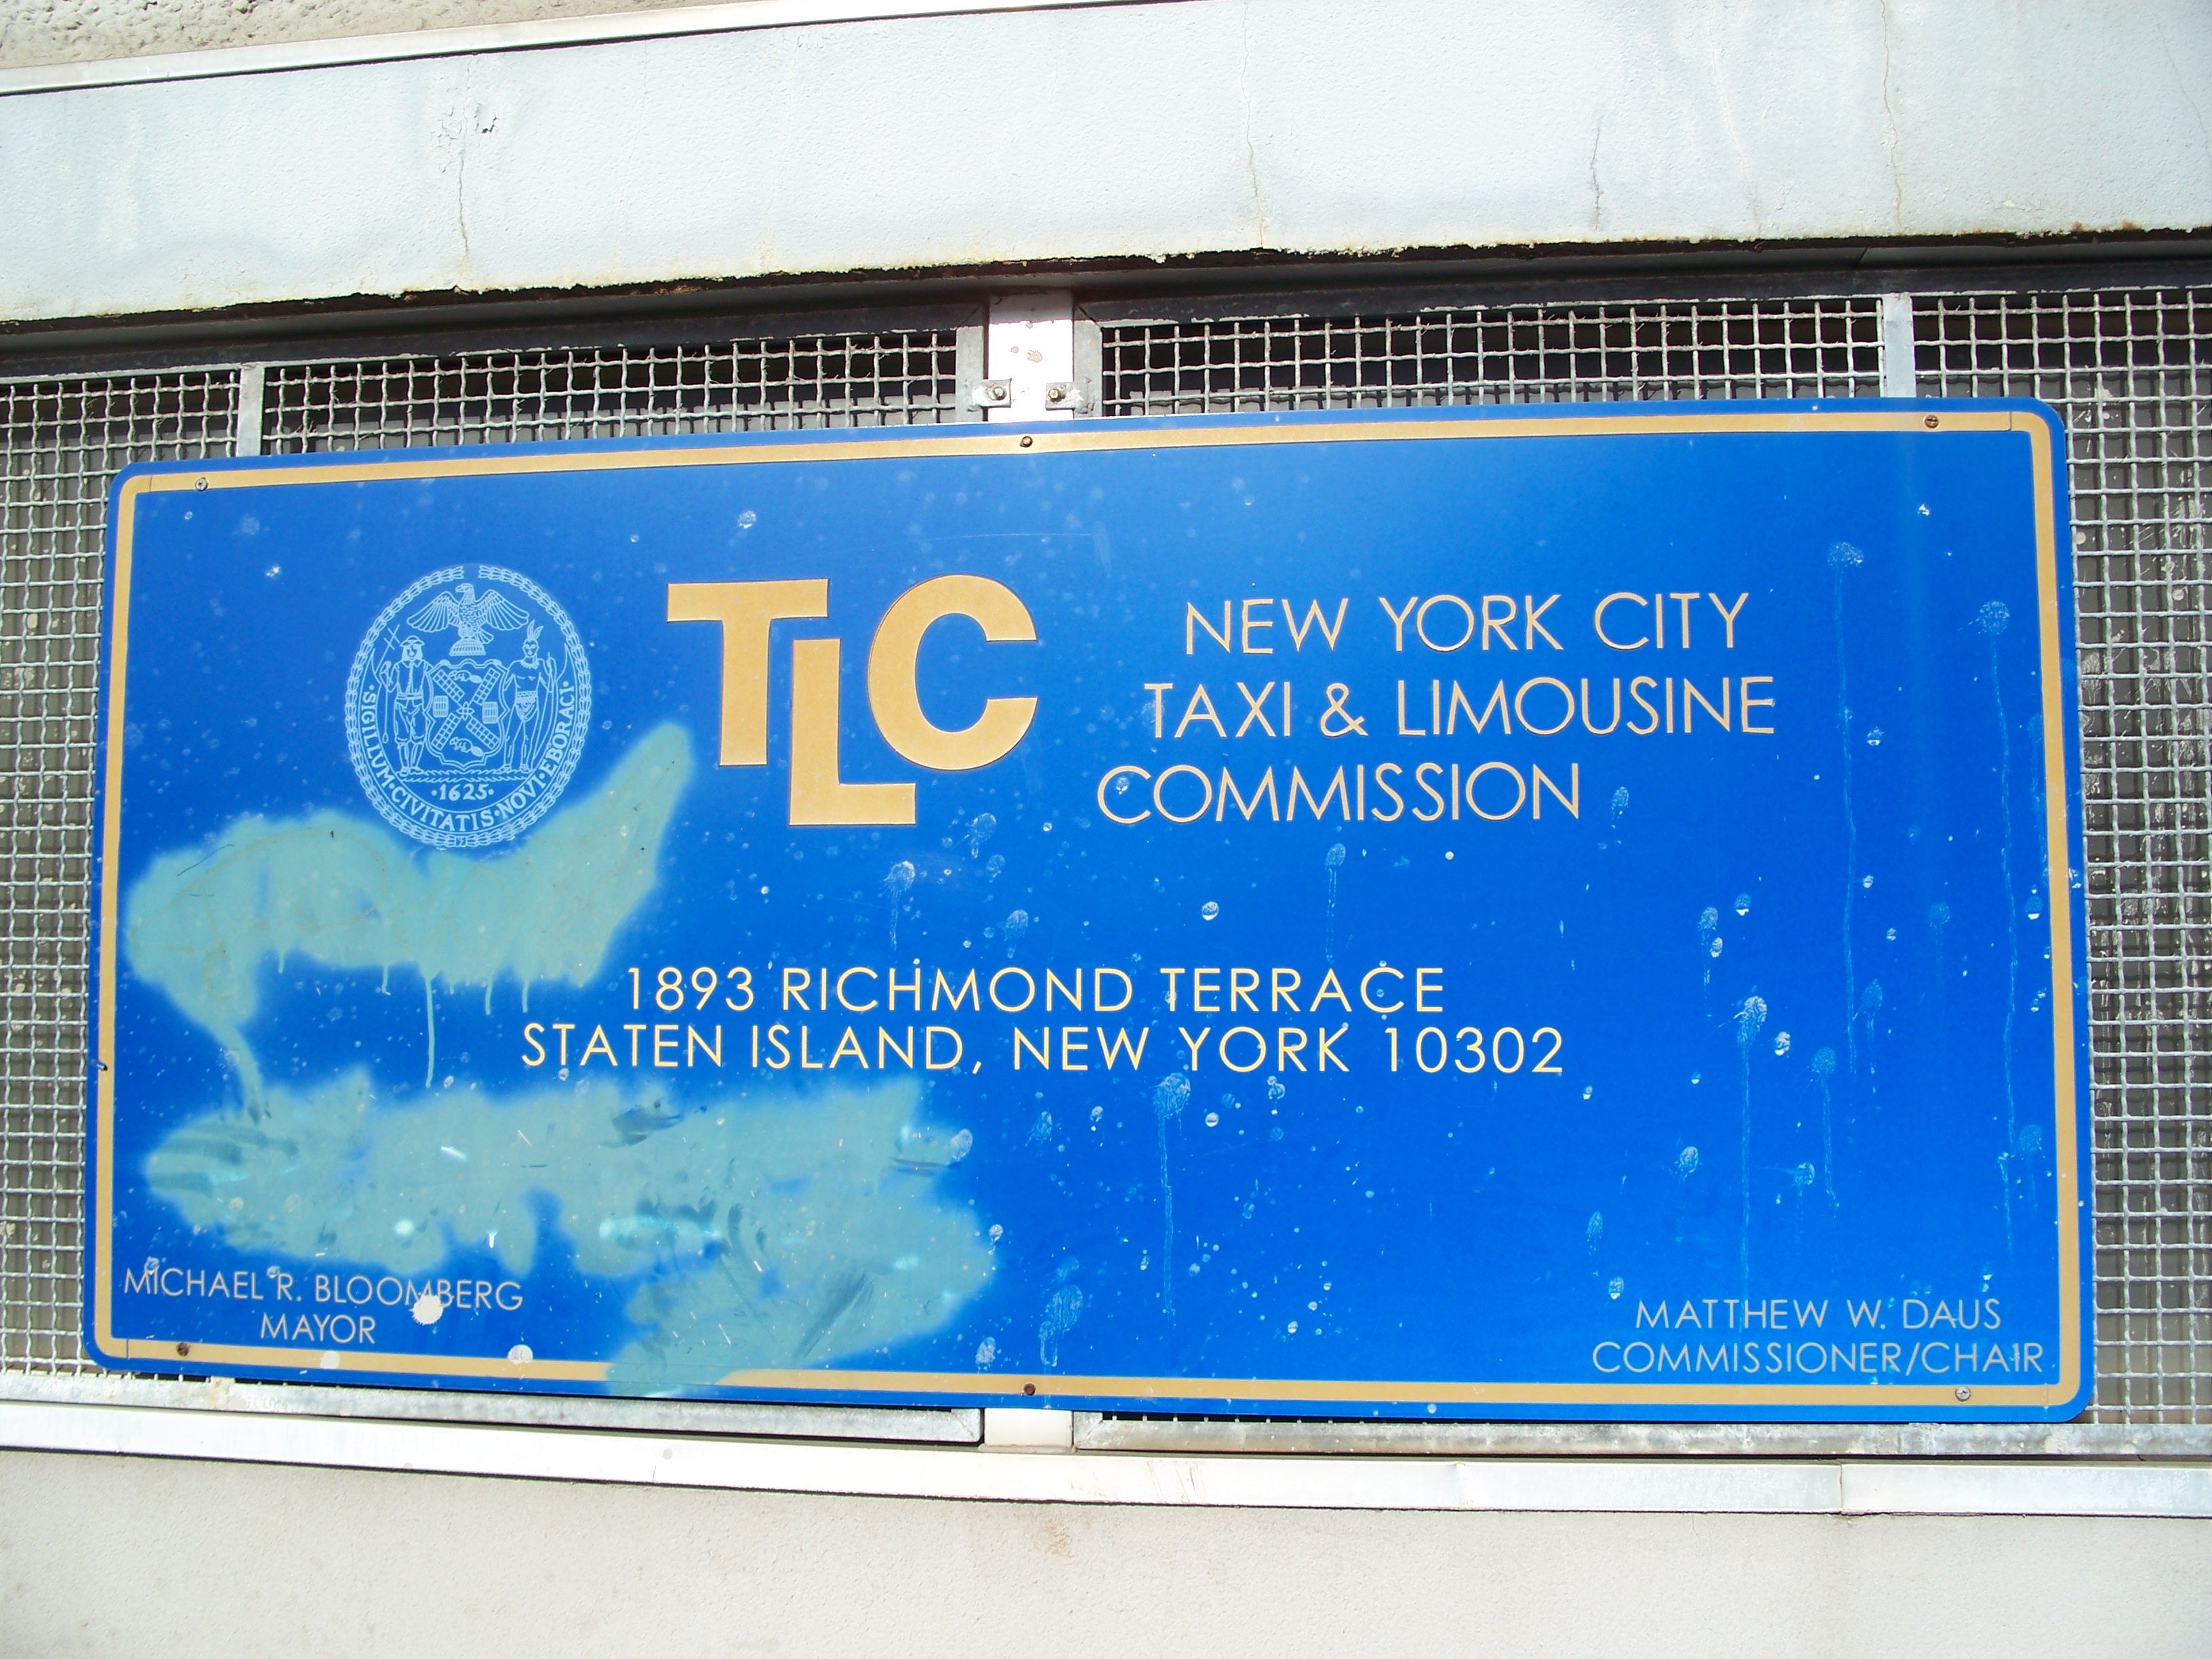 TLC
NEW YORK CITY
TAXI & LIMOUSINE
COMMISSION
·SIGILLUM·CIVITATIS·NOVI·EBORACI·
·1625·
1893 RICHMOND TERRACE
STATEN ISLAND, NEW YORK 10302
MICHAEL R. BLOOMBERG
MAYOR
MATTHEW W. DAUS
COMMISSIONER/CHAIR